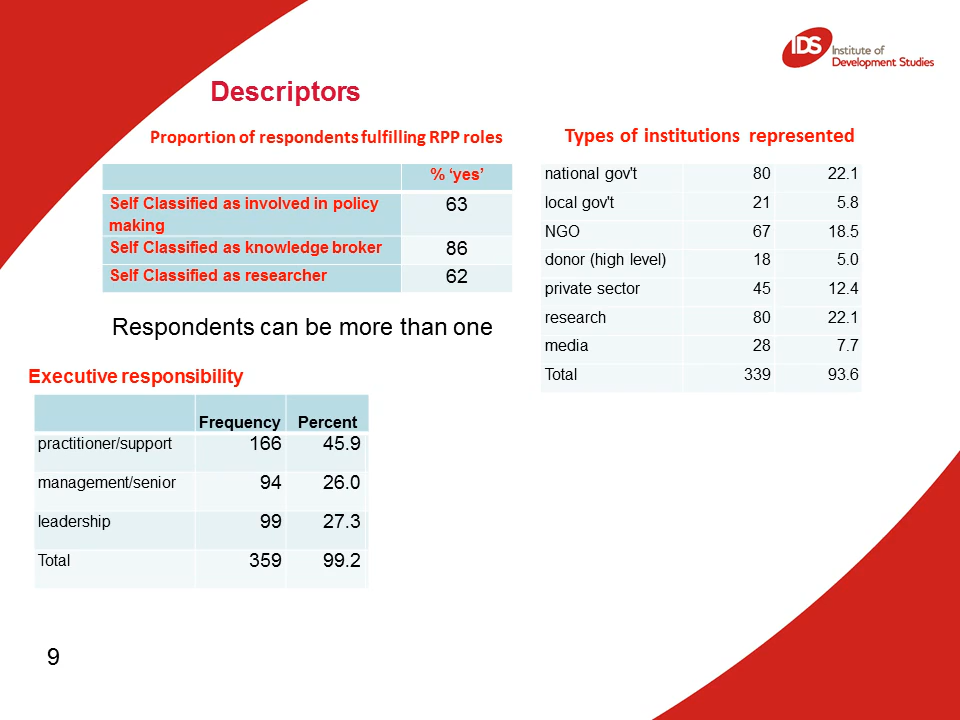 IDS Institute of
Development Studies
Descriptors
Proportion of respondents fulfilling RPP roles
% ‘yes’
Self Classified as involved in policy
making 63
Self Classified as knowledge broker 86
Self Classified as researcher 62
Respondents can be more than one
Executive responsibility
Frequency Percent
practitioner/support 166 45.9
management/senior 94 26.0
leadership 99 27.3
Total 359 99.2
Types of institutions represented
national gov't 80 22.1
local gov't 21 5.8
NGO 67 18.5
donor (high level) 18 5.0
private sector 45 12.4
research 80 22.1
media 28 7.7
Total 339 93.6
9